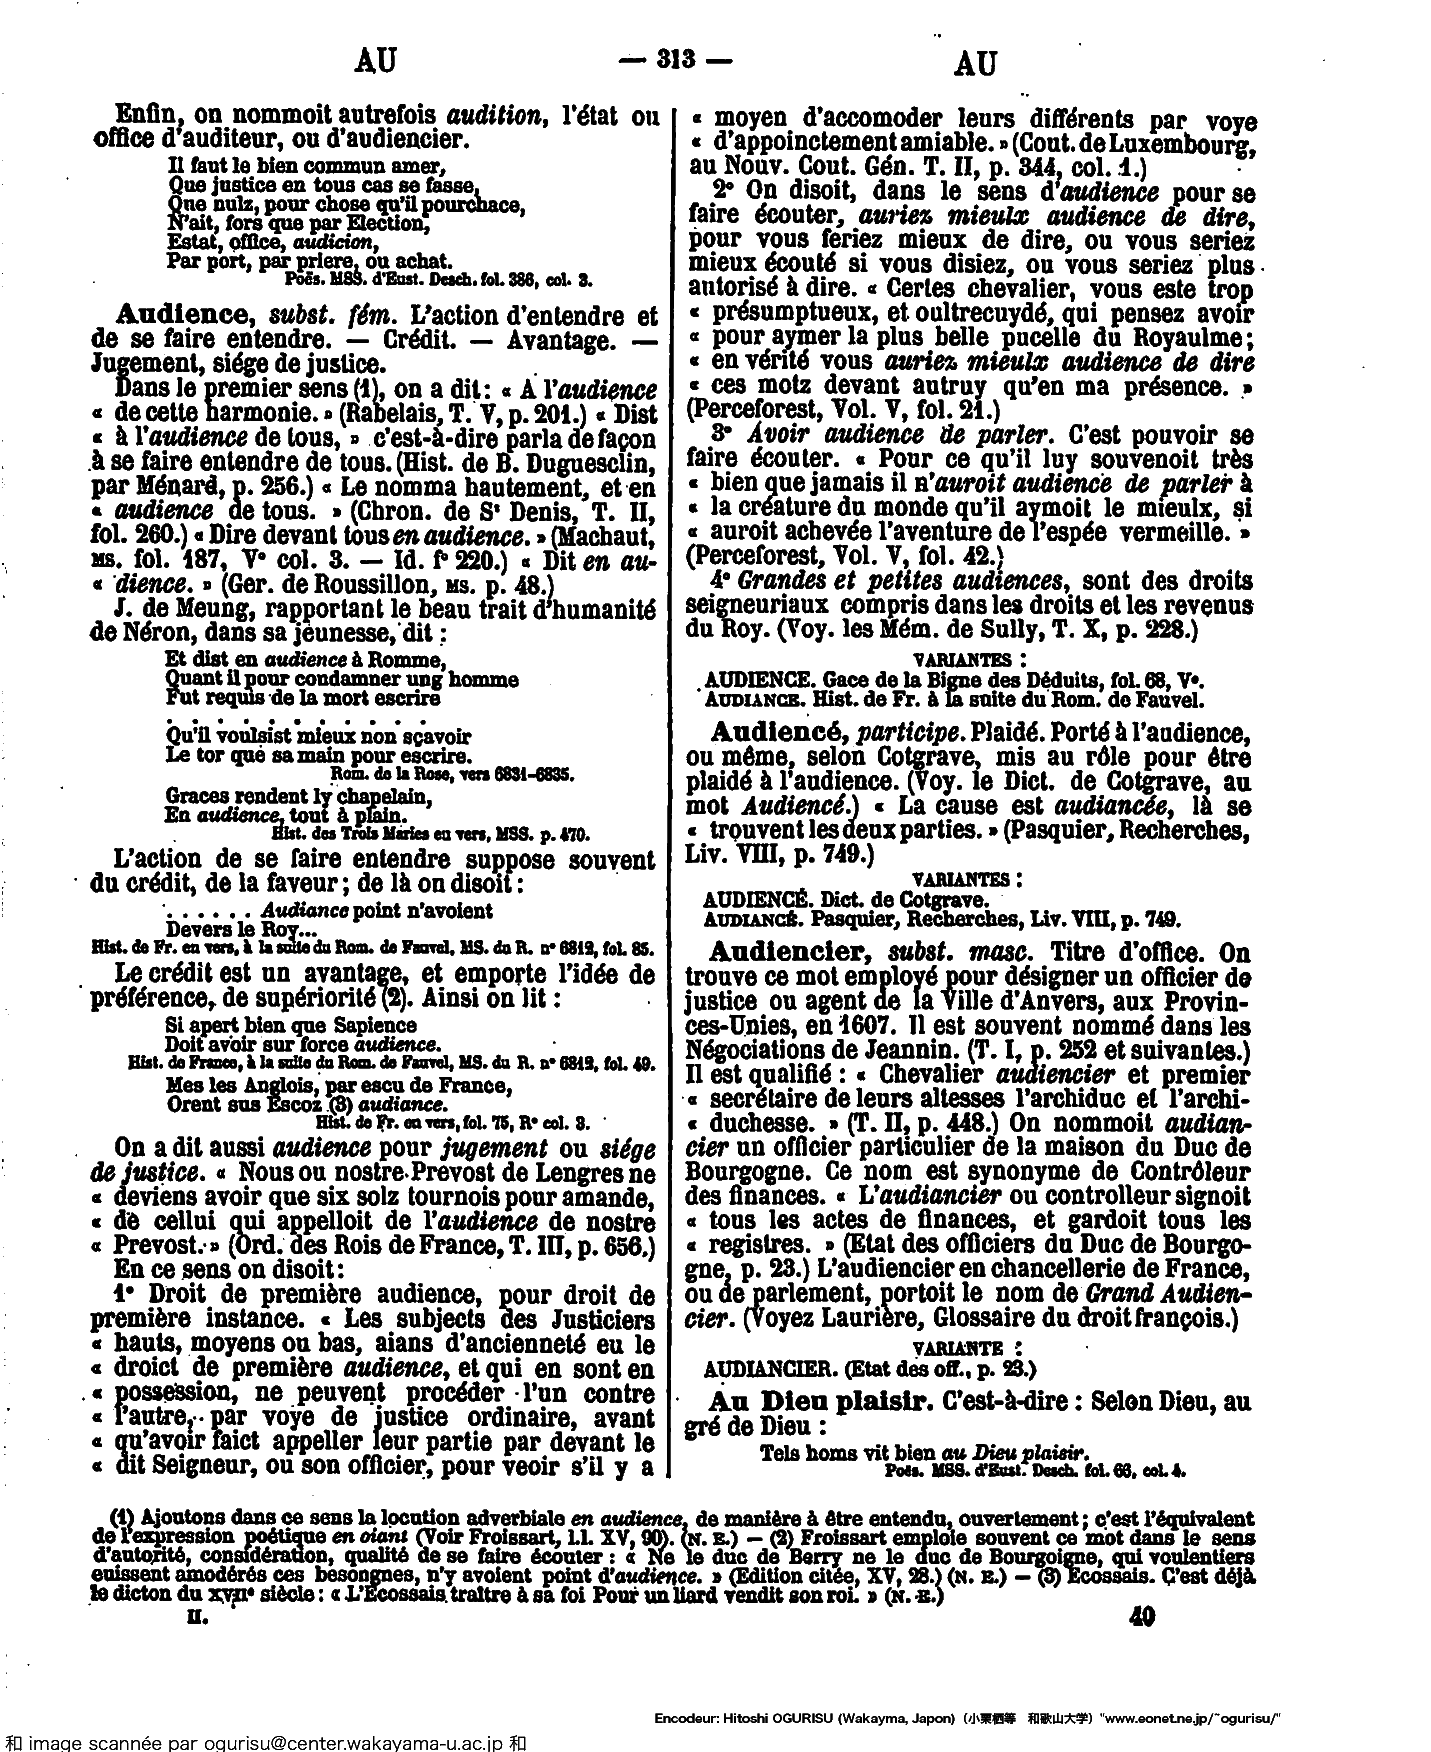 AU — 313 — AU
Enfin, on nommoit autrefois audition, l'état ou
office d'auditeur, ou d'audiencier.
Il faut le bien commun amer,
Que justice en tous cas se fasse,
Que nulz, pour chose qu'il pourchace,
N'ait, fors que par Election,
Estat, office, audicion,
Par port, par priere, ou achat.
Poës. MSS. d'Eust. Desch. fol. 386, col. 3.
Audience, subst. fém. L'action d'entendre et
de se faire entendre. — Crédit. — Avantage. —
Jugement, siége de justice.
Dans le premier sens (1), on a dit : « A l'audience
« de cette harmonie. » (Rabelais, T. V, p. 201.) « Dist
« à l'audience de tous, » c'est-à-dire parla de façon
à se faire entendre de tous. (Hist. de B. Duguesclin,
par Ménard, p. 256.) « Le nomma hautement, et en
« audience de tous. » (Chron. de St Denis, T. II,
fol. 260.) « Dire devant tous en audience. » (Machaut,
MS. fol. 187, V° col. 3. — Id. f° 220.) « Dit en au-
« dience. » (Ger. de Roussillon, MS. p. 48.)
J. de Meung, rapportant le beau trait d'humanité
de Néron, dans sa jeunesse, dit :
Et dist en audience à Romme,
Quant il pour condamner ung homme
Fut requis de la mort escrire
. . . . . . . . . . . . .
Qu'il voulsist mieux non sçavoir
Le tor que sa main pour escrire.
Rom. de la Rose, vers 6831-6835.
Graces rendent ly chapelain,
En audience, tout à plain.
Hist. des Trois Maries en vers, MSS. p. 470.
L'action de se faire entendre suppose souvent
du crédit, de la faveur ; de là on disoit :
. . . . . . Audiance point n'avoient
Devers le Roy...
Hist. de Fr. en vers, à la suite du Rom. de Fauvel, MS. du R. n° 6812, fol. 85.
Le crédit est un avantage, et emporte l'idée de
préférence, de supériorité (2). Ainsi on lit :
Si apert bien que Sapience
Doit avoir sur force audience.
Hist. de France, à la suite du Rom. de Fauvel, MS. du R. n° 6812, fol. 49.
Mes les Anglois, par escu de France,
Orent sus Escoz (3) audiance.
Hist. de Fr. en vers, fol. 75, R° col. 3.
On a dit aussi audience pour jugement ou siége
de justice. « Nous ou nostre Prevost de Lengres ne
« deviens avoir que six solz tournois pour amande,
« de cellui qui appelloit de l'audience de nostre
« Prevost. » (Ord. des Rois de France, T. III, p. 656.)
En ce sens on disoit :
1° Droit de première audience, pour droit de
première instance. « Les subjects des Justiciers
« hauts, moyens ou bas, aians d'ancienneté eu le
« droict de première audience, et qui en sont en
« possession, ne peuvent procéder l'un contre
« l'autre, par voye de justice ordinaire, avant
« qu'avoir faict appeller leur partie par devant le
« dit Seigneur, ou son officier, pour veoir s'il y a
« moyen d'accomoder leurs différents par voye
« d'appoinctement amiable. » (Cout. de Luxembourg,
au Nouv. Cout. Gén. T. II, p. 344, col. 1.)
2° On disoit, dans le sens d'audience pour se
faire écouter, auriez mieulx audience de dire,
pour vous feriez mieux de dire, ou vous seriez
mieux écouté si vous disiez, ou vous seriez plus
autorisé à dire. « Certes chevalier, vous este trop
« présumptueux, et oultrecuydé, qui pensez avoir
« pour aymer la plus belle pucelle du Royaulme ;
« en vérité vous auriez mieulx audience de dire
« ces motz devant autruy qu'en ma présence. »
(Perceforest, Vol. V, fol. 21.)
3° Avoir audience de parler. C'est pouvoir se
faire écouter. « Pour ce qu'il luy souvenoit très
« bien que jamais il n'auroit audience de parler à
« la créature du monde qu'il aymoit le mieulx, si
« auroit achevée l'aventure de l'espée vermeille. »
(Perceforest, Vol. V, fol. 42.)
4° Grandes et petites audiences, sont des droits
seigneuriaux compris dans les droits et les revenus
du Roy. (Voy. les Mém. de Sully, T. X, p. 228.)
VARIANTES :
AUDIENCE. Gace de la Bigne des Déduits, fol. 68, V°.
AUDIANCE. Hist. de Fr. à la suite du Rom. de Fauvel.
Audiencé, participe. Plaidé. Porté à l'audience,
ou même, selon Cotgrave, mis au rôle pour être
plaidé à l'audience. (Voy. le Dict. de Cotgrave, au
mot Audiencé.) « La cause est audiancée, là se
« trouvent les deux parties. » (Pasquier, Recherches,
Liv. VIII, p. 749.)
VARIANTES :
AUDIENCÉ. Dict. de Cotgrave.
AUDIANCÉ. Pasquier, Recherches, Liv. VIII, p. 749.
Audiencier, subst. masc. Titre d'office. On
trouve ce mot employé pour désigner un officier de
justice ou agent de la Ville d'Anvers, aux Provin-
ces-Unies, en 1607. Il est souvent nommé dans les
Négociations de Jeannin. (T. I, p. 252 et suivantes.)
Il est qualifié : « Chevalier audiencier et premier
« secrétaire de leurs altesses l'archiduc et l'archi-
« duchesse. » (T. II, p. 448.) On nommoit audian-
cier un officier particulier de la maison du Duc de
Bourgogne. Ce nom est synonyme de Contrôleur
des finances. « L'audiancier ou controlleur signoit
« tous les actes de finances, et gardoit tous les
« registres. » (Etat des officiers du Duc de Bourgo-
gne, p. 23.) L'audiencier en chancellerie de France,
ou de parlement, portoit le nom de Grand Audien-
cier. (Voyez Laurière, Glossaire du droit françois.)
VARIANTE :
AUDIANCIER. (Etat des off., p. 23.)
Au Dieu plaisir. C'est-à-dire : Selon Dieu, au
gré de Dieu :
Tels homs vit bien au Dieu plaisir.
Poës. MSS. d'Eust. Desch. fol. 66, col. 4.
(1) Ajoutons dans ce sens la locution adverbiale en audience, de manière à être entendu, ouvertement ; c'est l'équivalent
de l'expression poétique en oiant (Voir Froissart, l.l. XV, 90). (N. E.) — (2) Froissart emploie souvent ce mot dans le sens
d'autorité, considération, qualité de se faire écouter : « Ne le duc de Berry ne le duc de Bourgoigne, qui voulentiers
euissent amodérés ces besongnes, n'y avoient point d'audience. » (Edition citée, XV, 28.) (N. E.) — (3) Ecossais. C'est déjà
le dicton du XVIIe siècle : « L'Ecossais traître à sa foi Pour un liard vendit son roi. » (N. E.)
II. 40
Encodeur: Hitoshi OGURISU (Wakayma, Japon) (小栗栖等 和歌山大学) "www.eonet.ne.jp/~ogurisu/"
和 image scannée par ogurisu@center.wakayama-u.ac.jp 和